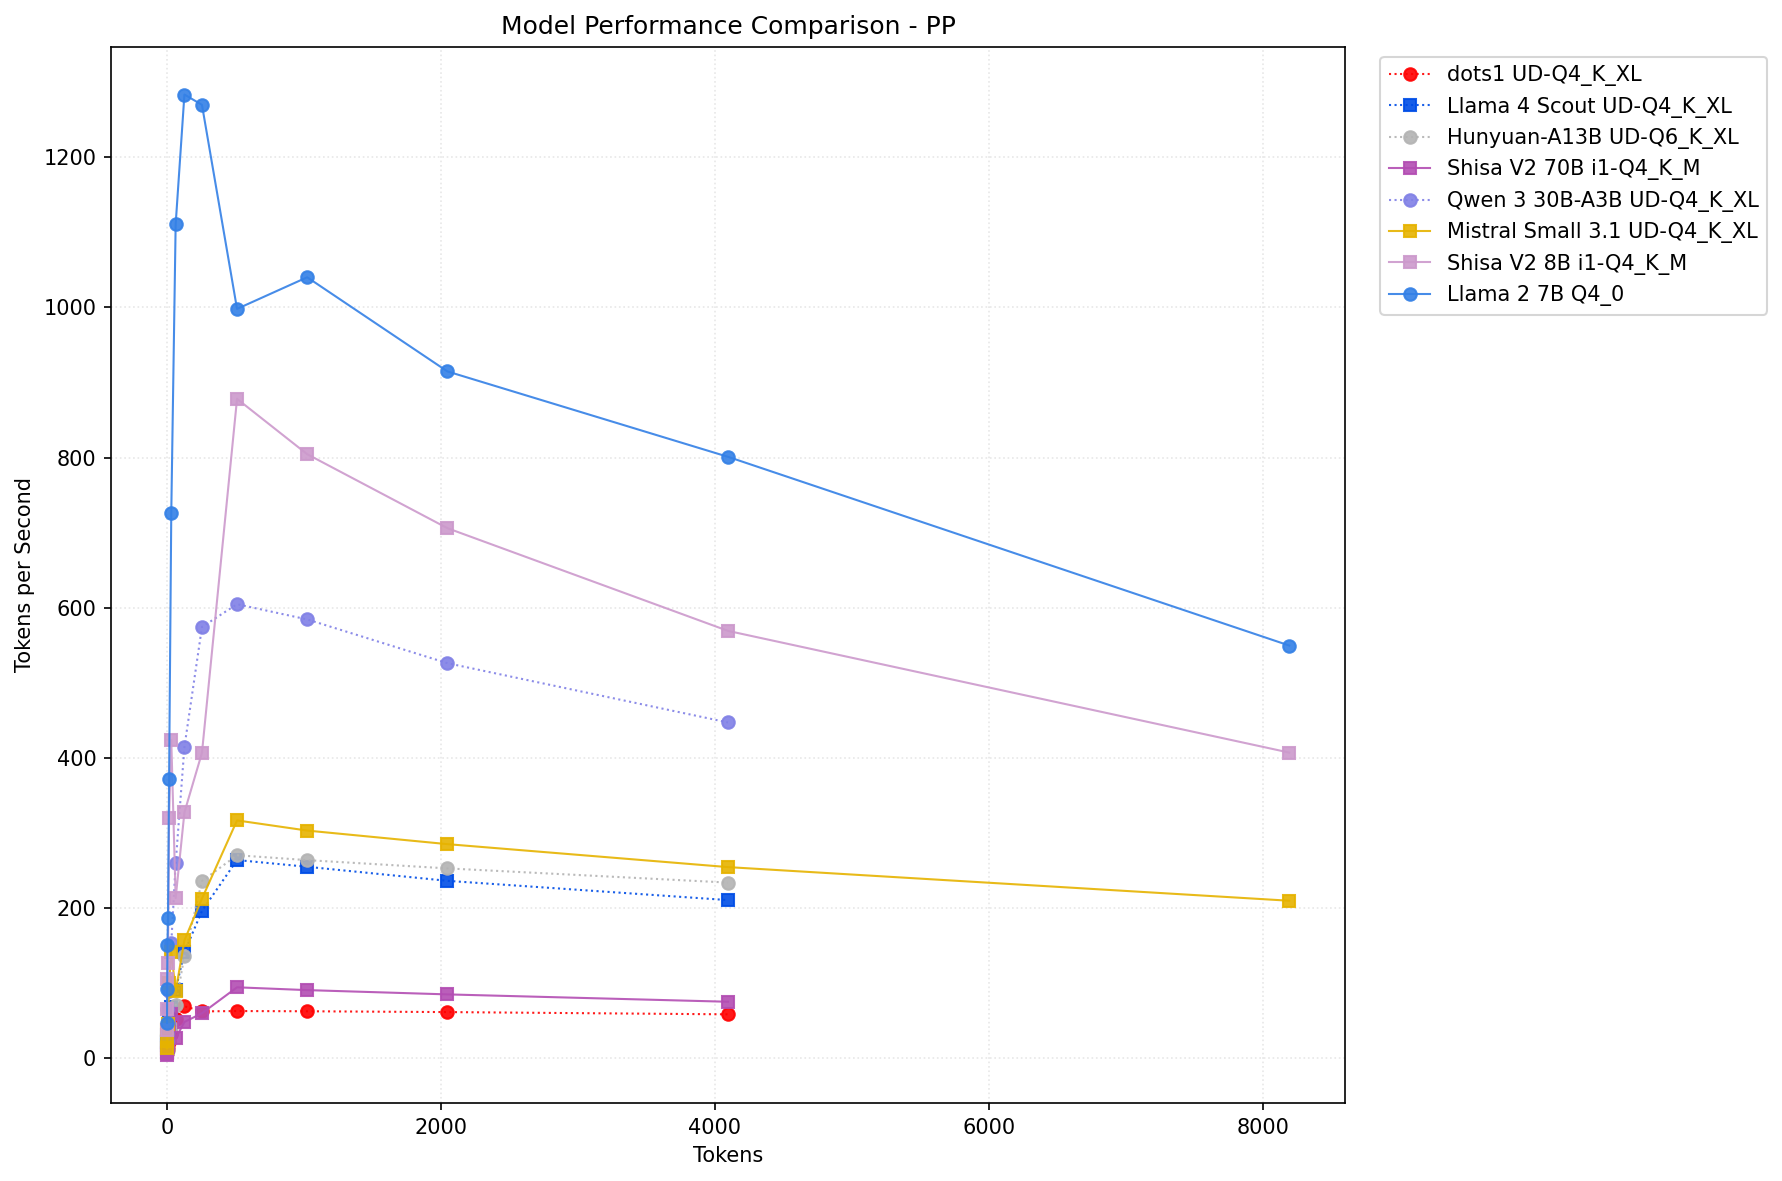 Model Performance Comparison - PP
dots1 UD-Q4_K_XL
Llama 4 Scout UD-Q4_K_XL
Hunyuan-A13B UD-Q6_K_XL
Shisa V2 70B i1-Q4_K_M
Qwen 3 30B-A3B UD-Q4_K_XL
Mistral Small 3.1 UD-Q4_K_XL
Shisa V2 8B i1-Q4_K_M
Llama 2 7B Q4_0
Tokens per Second
1200
1000
800
600
400
200
0
0 2000 4000 6000 8000
Tokens